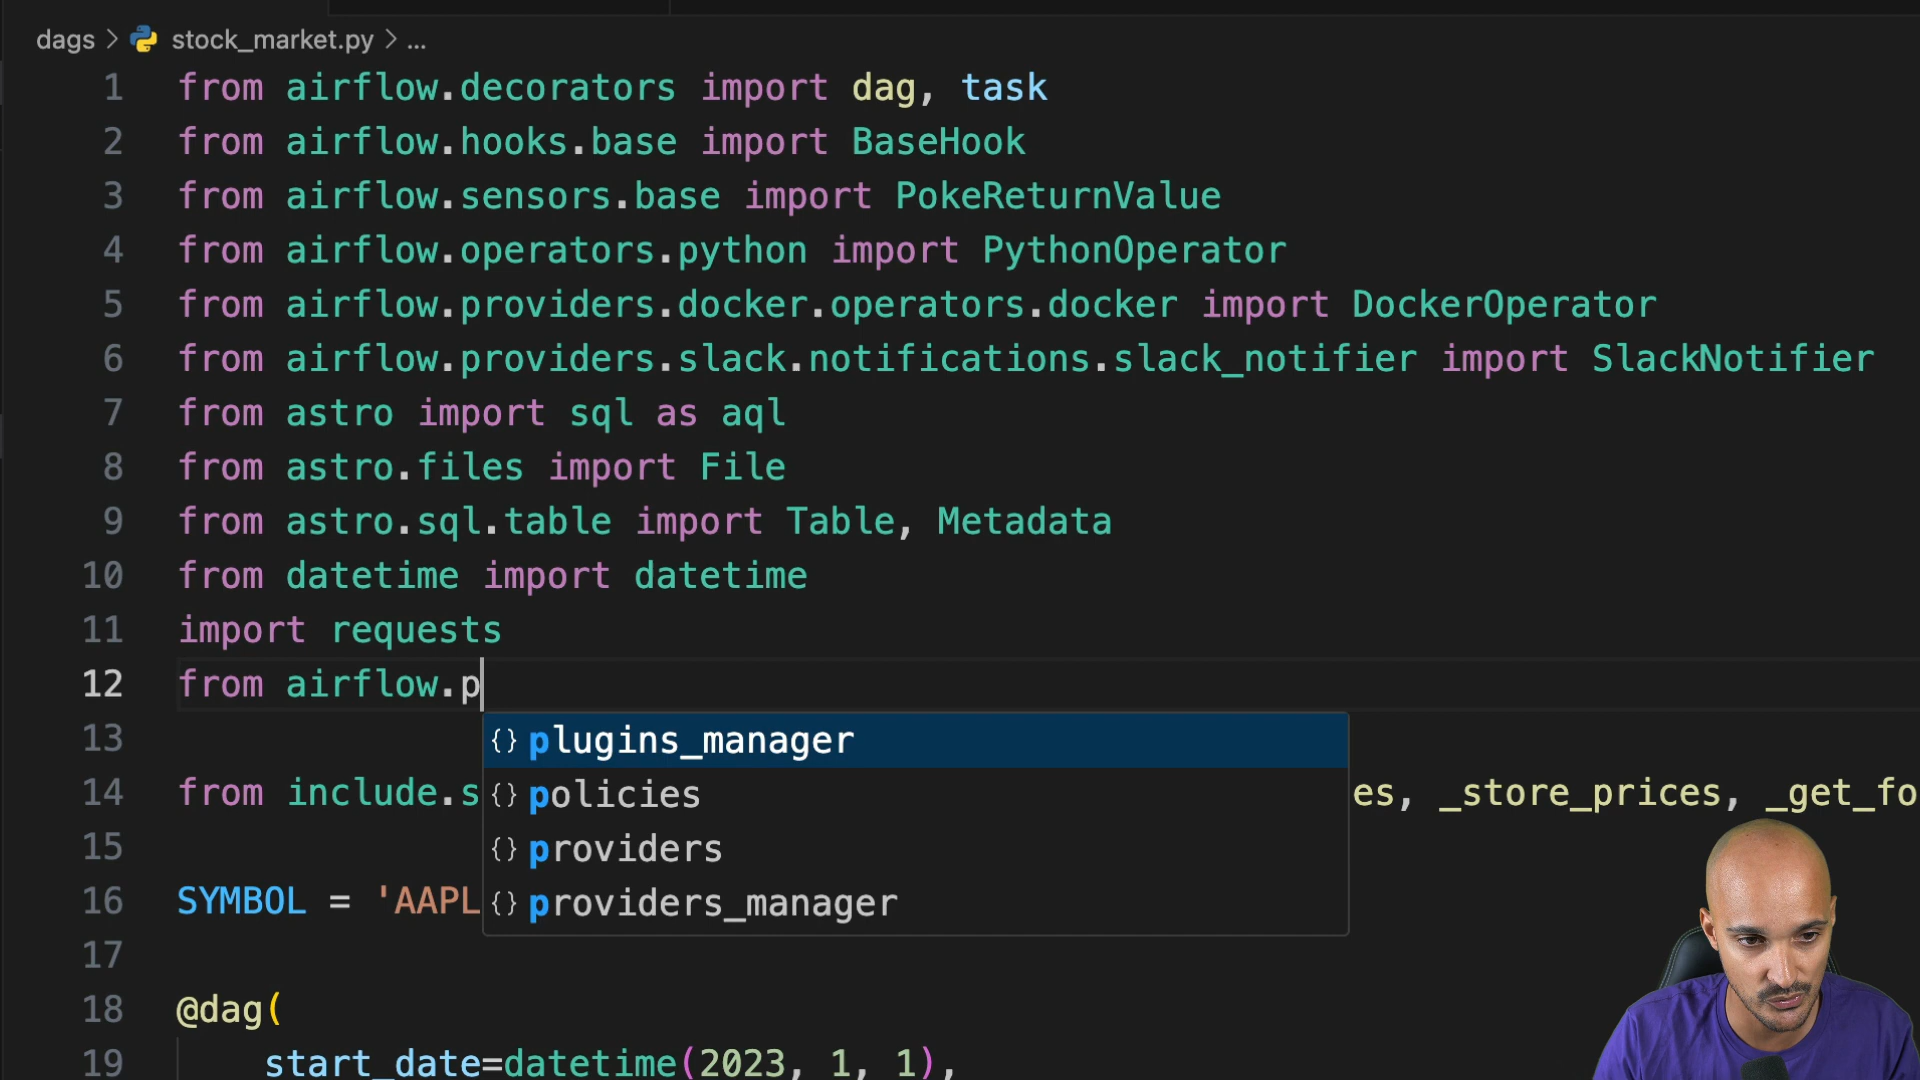 dags > stock_market.py > ...
1 from airflow.decorators import dag, task
2 from airflow.hooks.base import BaseHook
3 from airflow.sensors.base import PokeReturnValue
4 from airflow.operators.python import PythonOperator
5 from airflow.providers.docker.operators.docker import DockerOperator
6 from airflow.providers.slack.notifications.slack_notifier import SlackNotifier
7 from astro import sql as aql
8 from astro.files import File
9 from astro.sql.table import Table, Metadata
10 from datetime import datetime
11 import requests
12 from airflow.p
{} plugins_manager
13
{} policies
14 from include.s es, _store_prices, _get_fo
{} providers
15
{} providers_manager
16 SYMBOL = 'AAPL
17
18 @dag(
19 start_date=datetime(2023, 1, 1),